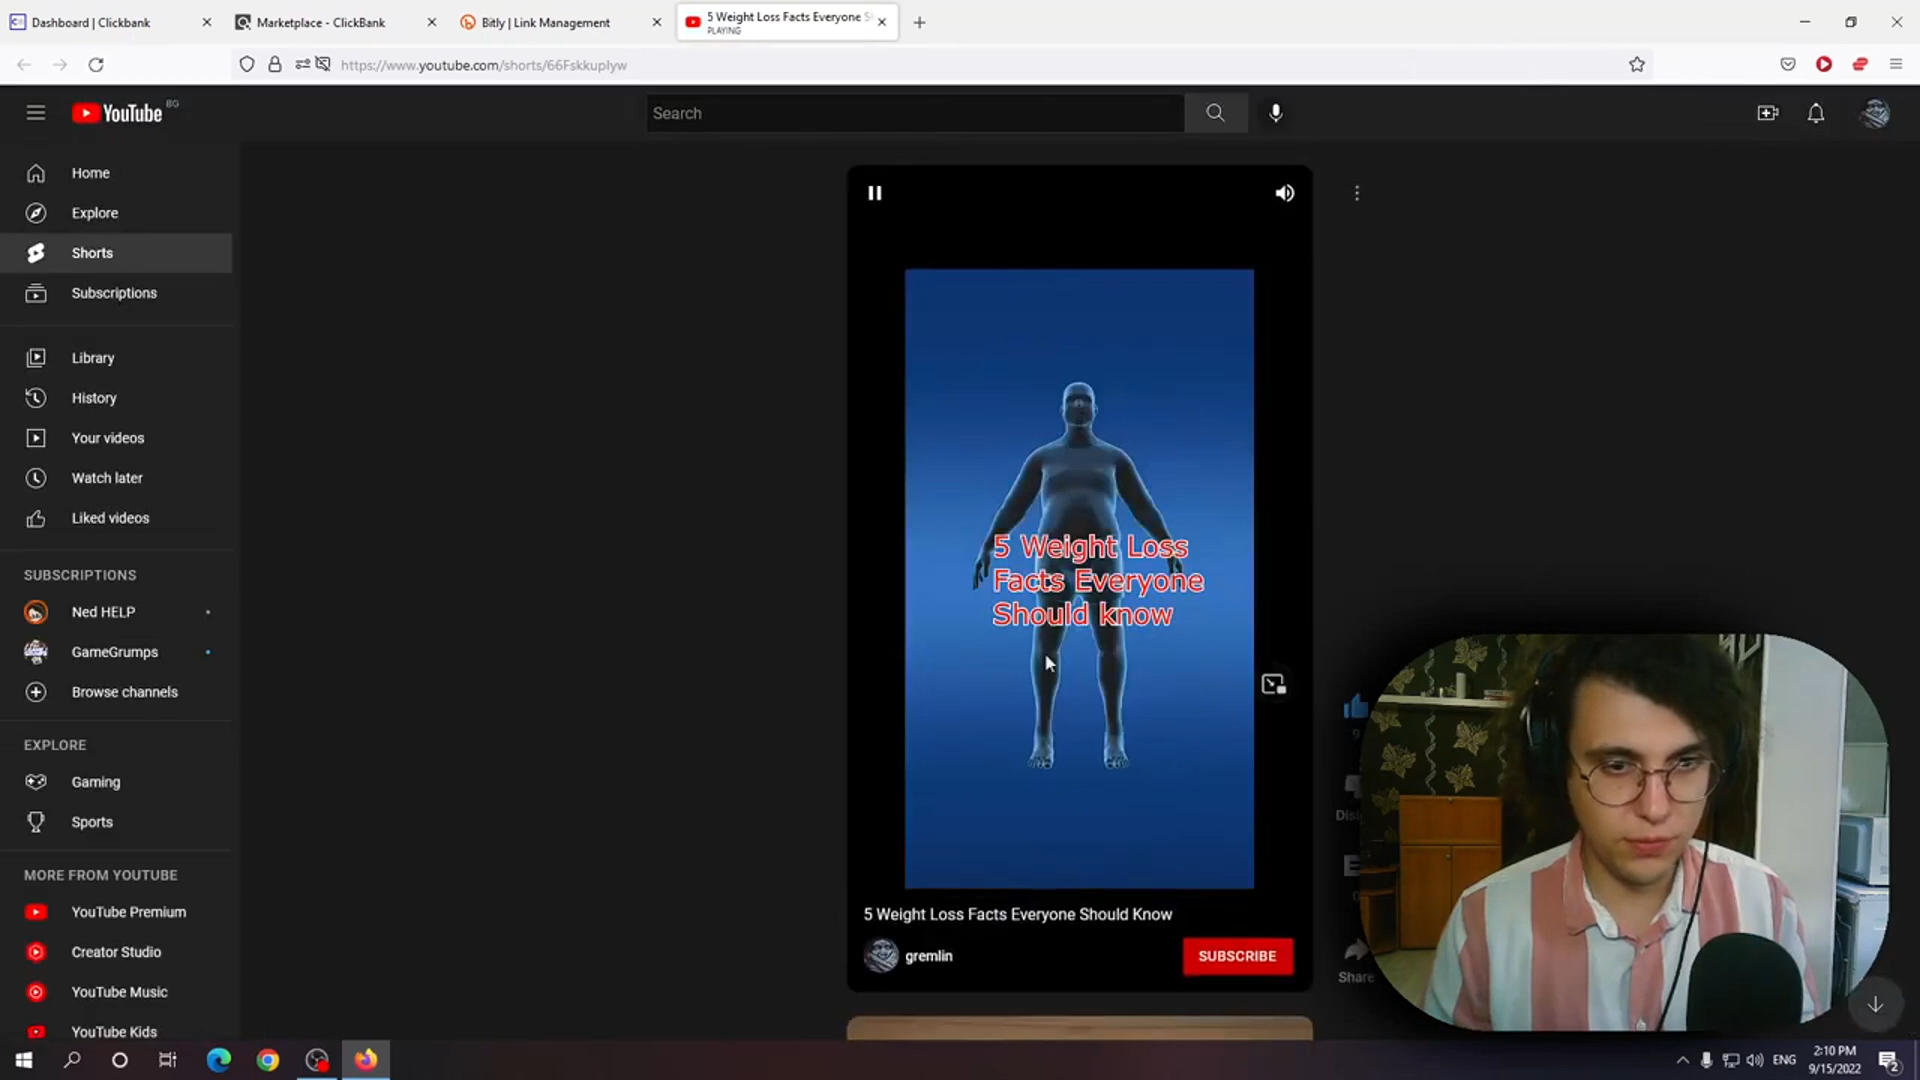 Dashboard | Clickbank
Marketplace - ClickBank
Bitly | Link Management
5 Weight Loss Facts Everyone S
PLAYING
https://www.youtube.com/shorts/66Fskkuplyw
YouTube BG
Search
Home
Explore
Shorts
Subscriptions
Library
History
Your videos
Watch later
Liked videos
SUBSCRIPTIONS
Ned HELP
GameGrumps
Browse channels
EXPLORE
Gaming
Sports
MORE FROM YOUTUBE
YouTube Premium
Creator Studio
YouTube Music
YouTube Kids
5 Weight Loss
Facts Everyone
Should know
5 Weight Loss Facts Everyone Should Know
gremlin
SUBSCRIBE
Share
ENG
2:10 PM
9/15/2022
2